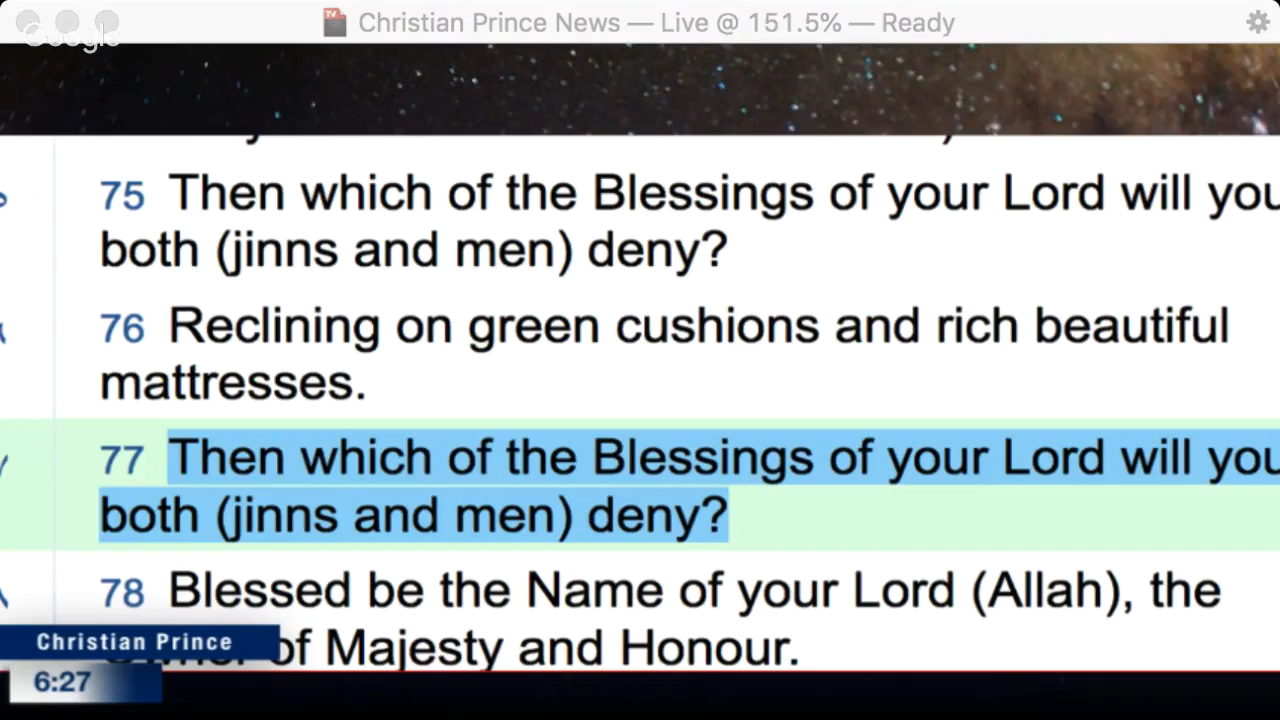 Christian Prince News — Live @ 151.5% — Ready
Google
75 Then which of the Blessings of your Lord will you
both (jinns and men) deny?
76 Reclining on green cushions and rich beautiful
mattresses.
77 Then which of the Blessings of your Lord will you
both (jinns and men) deny?
78 Blessed be the Name of your Lord (Allah), the
of Majesty and Honour.
Christian Prince
6:27